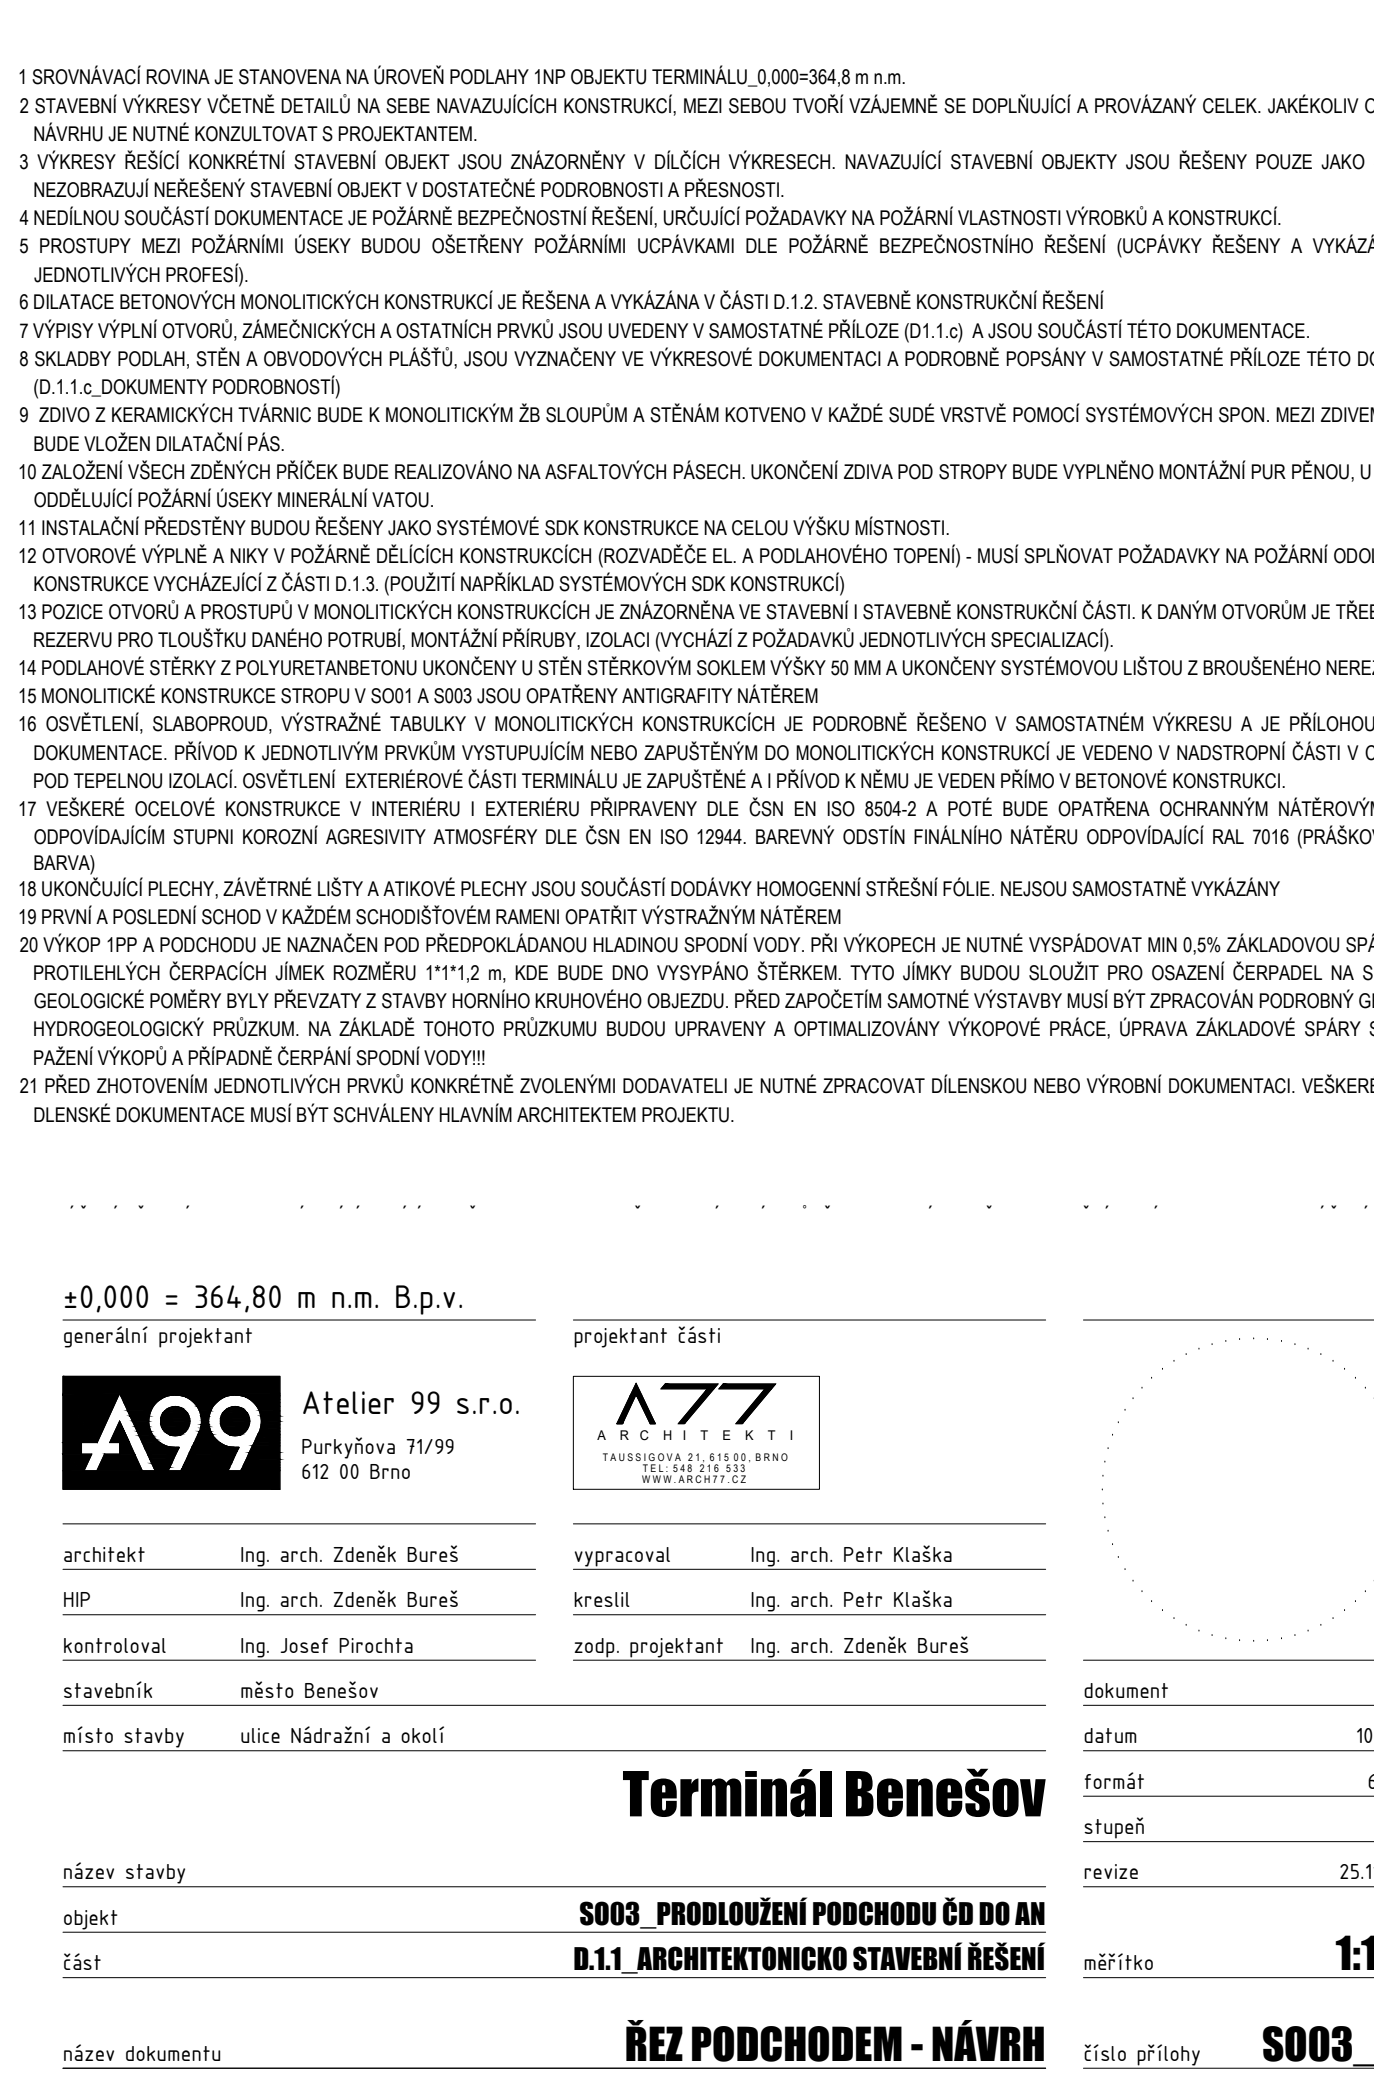 1 SROVNÁVACÍ ROVINA JE STANOVENA NA ÚROVEŇ PODLAHY 1NP OBJEKTU TERMINÁLU_0,000=364,8 m n.m.
2 STAVEBNÍ VÝKRESY VČETNĚ DETAILŮ NA SEBE NAVAZUJÍCÍCH KONSTRUKCÍ, MEZI SEBOU TVOŘÍ VZÁJEMNĚ SE DOPLŇUJÍCÍ A PROVÁZANÝ CELEK. JAKÉKOLIV
NÁVRHU JE NUTNÉ KONZULTOVAT S PROJEKTANTEM.
3 VÝKRESY ŘEŠÍCÍ KONKRÉTNÍ STAVEBNÍ OBJEKT JSOU ZNÁZORNĚNY V DÍLČÍCH VÝKRESECH. NAVAZUJÍCÍ STAVEBNÍ OBJEKTY JSOU ŘEŠENY POUZE JAKO
NEZOBRAZUJÍ NEŘEŠENÝ STAVEBNÍ OBJEKT V DOSTATEČNÉ PODROBNOSTI A PŘESNOSTI.
4 NEDÍLNOU SOUČÁSTÍ DOKUMENTACE JE POŽÁRNĚ BEZPEČNOSTNÍ ŘEŠENÍ, URČUJÍCÍ POŽADAVKY NA POŽÁRNÍ VLASTNOSTI VÝROBKŮ A KONSTRUKCÍ.
5 PROSTUPY MEZI POŽÁRNÍMI ÚSEKY BUDOU OŠETŘENY POŽÁRNÍMI UCPÁVKAMI DLE POŽÁRNĚ BEZPEČNOSTNÍHO ŘEŠENÍ (UCPÁVKY ŘEŠENY A VYKÁZÁ
JEDNOTLIVÝCH PROFESÍ).
6 DILATACE BETONOVÝCH MONOLITICKÝCH KONSTRUKCÍ JE ŘEŠENA A VYKÁZÁNA V ČÁSTI D.1.2. STAVEBNĚ KONSTRUKČNÍ ŘEŠENÍ
7 VÝPISY VÝPLNÍ OTVORŮ, ZÁMEČNICKÝCH A OSTATNÍCH PRVKŮ JSOU UVEDENY V SAMOSTATNÉ PŘÍLOZE (D1.1.c) A JSOU SOUČÁSTÍ TÉTO DOKUMENTACE.
8 SKLADBY PODLAH, STĚN A OBVODOVÝCH PLÁŠŤŮ, JSOU VYZNAČENY VE VÝKRESOVÉ DOKUMENTACI A PODROBNĚ POPSÁNY V SAMOSTATNÉ PŘÍLOZE TÉTO DO
(D.1.1.c_DOKUMENTY PODROBNOSTÍ)
9 ZDIVO Z KERAMICKÝCH TVÁRNIC BUDE K MONOLITICKÝM ŽB SLOUPŮM A STĚNÁM KOTVENO V KAŽDÉ SUDÉ VRSTVĚ POMOCÍ SYSTÉMOVÝCH SPON. MEZI ZDIVEM
BUDE VLOŽEN DILATAČNÍ PÁS.
10 ZALOŽENÍ VŠECH ZDĚNÝCH PŘÍČEK BUDE REALIZOVÁNO NA ASFALTOVÝCH PÁSECH. UKONČENÍ ZDIVA POD STROPY BUDE VYPLNĚNO MONTÁŽNÍ PUR PĚNOU, U
ODDĚLUJÍCÍ POŽÁRNÍ ÚSEKY MINERÁLNÍ VATOU.
11 INSTALAČNÍ PŘEDSTĚNY BUDOU ŘEŠENY JAKO SYSTÉMOVÉ SDK KONSTRUKCE NA CELOU VÝŠKU MÍSTNOSTI.
12 OTVOROVÉ VÝPLNĚ A NIKY V POŽÁRNĚ DĚLÍCÍCH KONSTRUKCÍCH (ROZVADĚČE EL. A PODLAHOVÉHO TOPENÍ) - MUSÍ SPLŇOVAT POŽADAVKY NA POŽÁRNÍ ODOL
KONSTRUKCE VYCHÁZEJÍCÍ Z ČÁSTI D.1.3. (POUŽITÍ NAPŘÍKLAD SYSTÉMOVÝCH SDK KONSTRUKCÍ)
13 POZICE OTVORŮ A PROSTUPŮ V MONOLITICKÝCH KONSTRUKCÍCH JE ZNÁZORNĚNA VE STAVEBNÍ I STAVEBNĚ KONSTRUKČNÍ ČÁSTI. K DANÝM OTVORŮM JE TŘEB
REZERVU PRO TLOUŠŤKU DANÉHO POTRUBÍ, MONTÁŽNÍ PŘÍRUBY, IZOLACI (VYCHÁZÍ Z POŽADAVKŮ JEDNOTLIVÝCH SPECIALIZACÍ).
14 PODLAHOVÉ STĚRKY Z POLYURETANBETONU UKONČENY U STĚN STĚRKOVÝM SOKLEM VÝŠKY 50 MM A UKONČENY SYSTÉMOVOU LIŠTOU Z BROUŠENÉHO NEREZ
15 MONOLITICKÉ KONSTRUKCE STROPU V SO01 A S003 JSOU OPATŘENY ANTIGRAFITY NÁTĚREM
16 OSVĚTLENÍ, SLABOPROUD, VÝSTRAŽNÉ TABULKY V MONOLITICKÝCH KONSTRUKCÍCH JE PODROBNĚ ŘEŠENO V SAMOSTATNÉM VÝKRESU A JE PŘÍLOHOU
DOKUMENTACE. PŘÍVOD K JEDNOTLIVÝM PRVKŮM VYSTUPUJÍCÍM NEBO ZAPUŠTĚNÝM DO MONOLITICKÝCH KONSTRUKCÍ JE VEDENO V NADSTROPNÍ ČÁSTI V
POD TEPELNOU IZOLACÍ. OSVĚTLENÍ EXTERIÉROVÉ ČÁSTI TERMINÁLU JE ZAPUŠTĚNÉ A I PŘÍVOD K NĚMU JE VEDEN PŘÍMO V BETONOVÉ KONSTRUKCI.
17 VEŠKERÉ OCELOVÉ KONSTRUKCE V INTERIÉRU I EXTERIÉRU PŘIPRAVENY DLE ČSN EN ISO 8504-2 A POTÉ BUDE OPATŘENA OCHRANNÝM NÁTĚROVÝM
ODPOVÍDAJÍCÍM STUPNI KOROZNÍ AGRESIVITY ATMOSFÉRY DLE ČSN EN ISO 12944. BAREVNÝ ODSTÍN FINÁLNÍHO NÁTĚRU ODPOVÍDAJÍCÍ RAL 7016 (PRÁŠKOV
BARVA)
18 UKONČUJÍCÍ PLECHY, ZÁVĚTRNÉ LIŠTY A ATIKOVÉ PLECHY JSOU SOUČÁSTÍ DODÁVKY HOMOGENNÍ STŘEŠNÍ FÓLIE. NEJSOU SAMOSTATNĚ VYKÁZÁNY
19 PRVNÍ A POSLEDNÍ SCHOD V KAŽDÉM SCHODIŠŤOVÉM RAMENI OPATŘIT VÝSTRAŽNÝM NÁTĚREM
20 VÝKOP 1PP A PODCHODU JE NAZNAČEN POD PŘEDPOKLÁDANOU HLADINOU SPODNÍ VODY. PŘI VÝKOPECH JE NUTNÉ VYSPÁDOVAT MIN 0,5% ZÁKLADOVOU SPÁ
PROTILEHLÝCH ČERPACÍCH JÍMEK ROZMĚRU 1*1*1,2 m, KDE BUDE DNO VYSYPÁNO ŠTĚRKEM. TYTO JÍMKY BUDOU SLOUŽIT PRO OSAZENÍ ČERPADEL NA S
GEOLOGICKÉ POMĚRY BYLY PŘEVZATY Z STAVBY HORNÍHO KRUHOVÉHO OBJEZDU. PŘED ZAPOČETÍM SAMOTNÉ VÝSTAVBY MUSÍ BÝT ZPRACOVÁN PODROBNÝ
HYDROGEOLOGICKÝ PRŮZKUM. NA ZÁKLADĚ TOHOTO PRŮZKUMU BUDOU UPRAVENY A OPTIMALIZOVÁNY VÝKOPOVÉ PRÁCE, ÚPRAVA ZÁKLADOVÉ SPÁRY
PAŽENÍ VÝKOPŮ A PŘÍPADNĚ ČERPÁNÍ SPODNÍ VODY!!!
21 PŘED ZHOTOVENÍM JEDNOTLIVÝCH PRVKŮ KONKRÉTNĚ ZVOLENÝMI DODAVATELI JE NUTNÉ ZPRACOVAT DÍLENSKOU NEBO VÝROBNÍ DOKUMENTACI. VEŠKERÉ
DLENSKÉ DOKUMENTACE MUSÍ BÝT SCHVÁLENY HLAVNÍM ARCHITEKTEM PROJEKTU.
±0,000 = 364,80 m n.m. B.p.v.
generální projektant
A99
Atelier 99 s.r.o.
Purkyňova 71/99
612 00 Brno
projektant části
A77
ARCHITEKTI
TAUSSIGOVA 21, 615 00, BRNO
TEL: 548 216 533
WWW.ARCH77.CZ
architekt Ing. arch. Zdeněk Bureš
HIP Ing. arch. Zdeněk Bureš
kontroloval Ing. Josef Pirochta
vypracoval Ing. arch. Petr Klaška
kreslil Ing. arch. Petr Klaška
zodp. projektant Ing. arch. Zdeněk Bureš
stavebník město Benešov
místo stavby ulice Nádražní a okolí
Terminál Benešov
název stavby
objekt SO03_PRODLOUŽENÍ PODCHODU ČD DO AN
část D.1.1_ARCHITEKTONICKO STAVEBNÍ ŘEŠENÍ
název dokumentu ŘEZ PODCHODEM - NÁVRH
dokument
datum 10
formát 6
stupeň
revize 25.1
měřítko 1:1
číslo přílohy SO03_